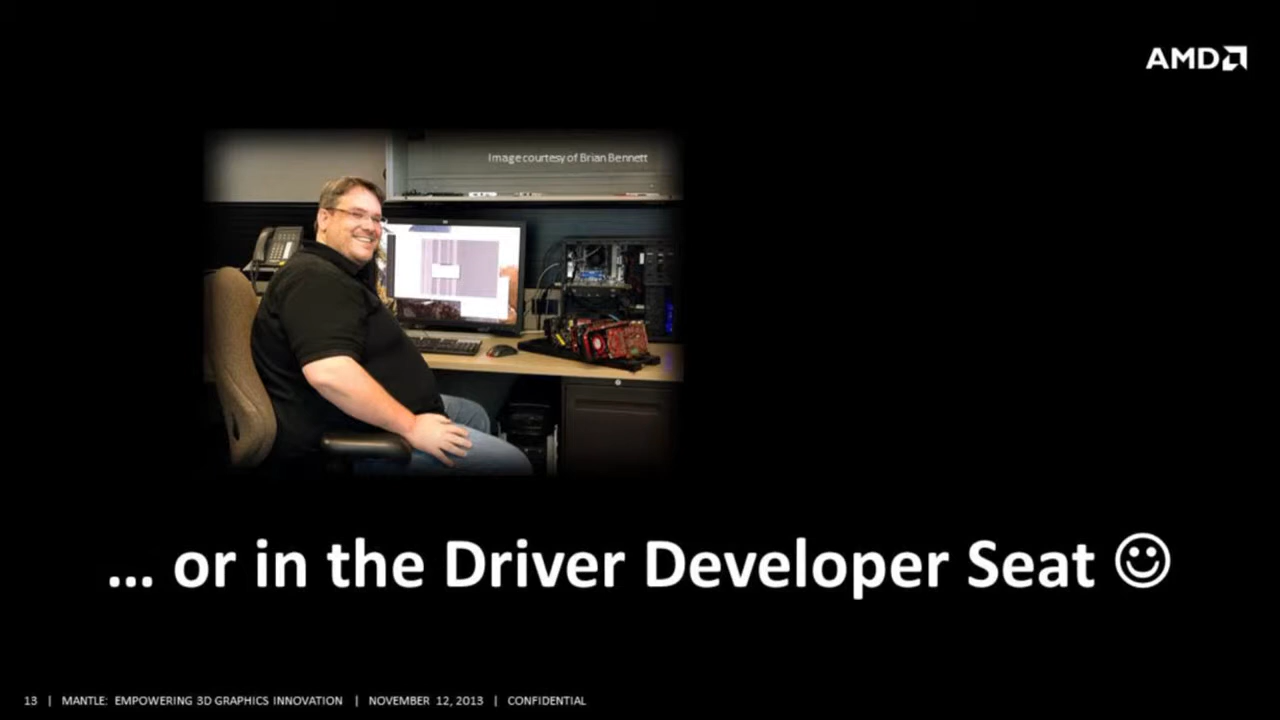 AMD
Image courtesy of Brian Bennett
... or in the Driver Developer Seat ☺
13 | MANTLE: EMPOWERING 3D GRAPHICS INNOVATION | NOVEMBER 12, 2013 | CONFIDENTIAL